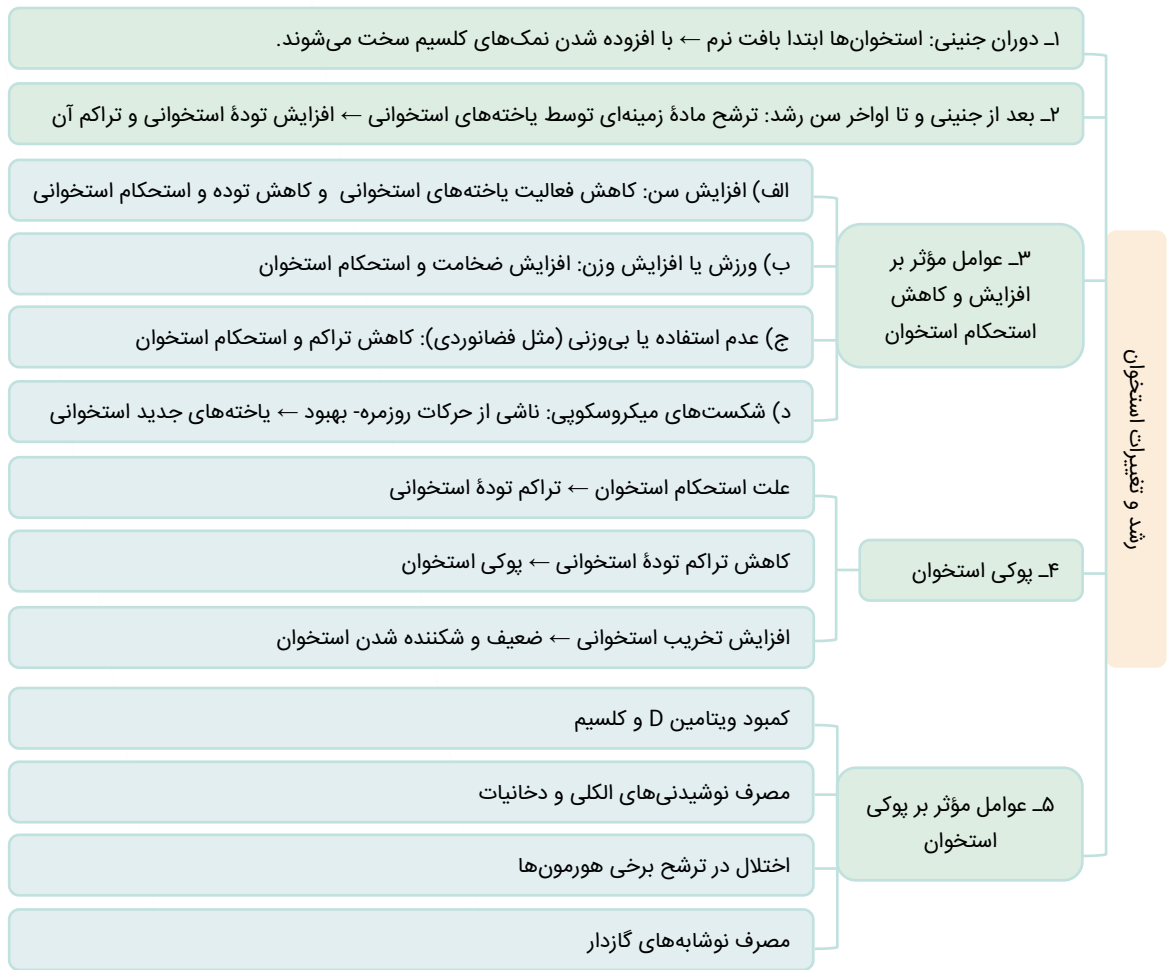 رشد و تغییرات استخوان
۱ـ دوران جنینی: استخوان‌ها ابتدا بافت نرم ← با افزوده شدن نمک‌های کلسیم سخت می‌شوند.
۲ـ بعد از جنینی و تا اواخر سن رشد: ترشح مادهٔ زمینه‌ای توسط یاخته‌های استخوانی ← افزایش تودهٔ استخوانی و تراکم آن
۳ـ عوامل مؤثر بر
افزایش و کاهش
استحکام استخوان
الف) افزایش سن: کاهش فعالیت یاخته‌های استخوانی و کاهش توده و استحکام استخوانی
ب) ورزش یا افزایش وزن: افزایش ضخامت و استحکام استخوان
ج) عدم استفاده یا بی‌وزنی (مثل فضانوردی): کاهش تراکم و استحکام استخوان
د) شکست‌های میکروسکوپی: ناشی از حرکات روزمره- بهبود ← یاخته‌های جدید استخوانی
۴ـ پوکی استخوان
علت استحکام استخوان ← تراکم تودهٔ استخوانی
کاهش تراکم تودهٔ استخوانی ← پوکی استخوان
افزایش تخریب استخوانی ← ضعیف و شکننده شدن استخوان
۵ـ عوامل مؤثر بر پوکی
استخوان
کمبود ویتامین D و کلسیم
مصرف نوشیدنی‌های الکلی و دخانیات
اختلال در ترشح برخی هورمون‌ها
مصرف نوشابه‌های گازدار